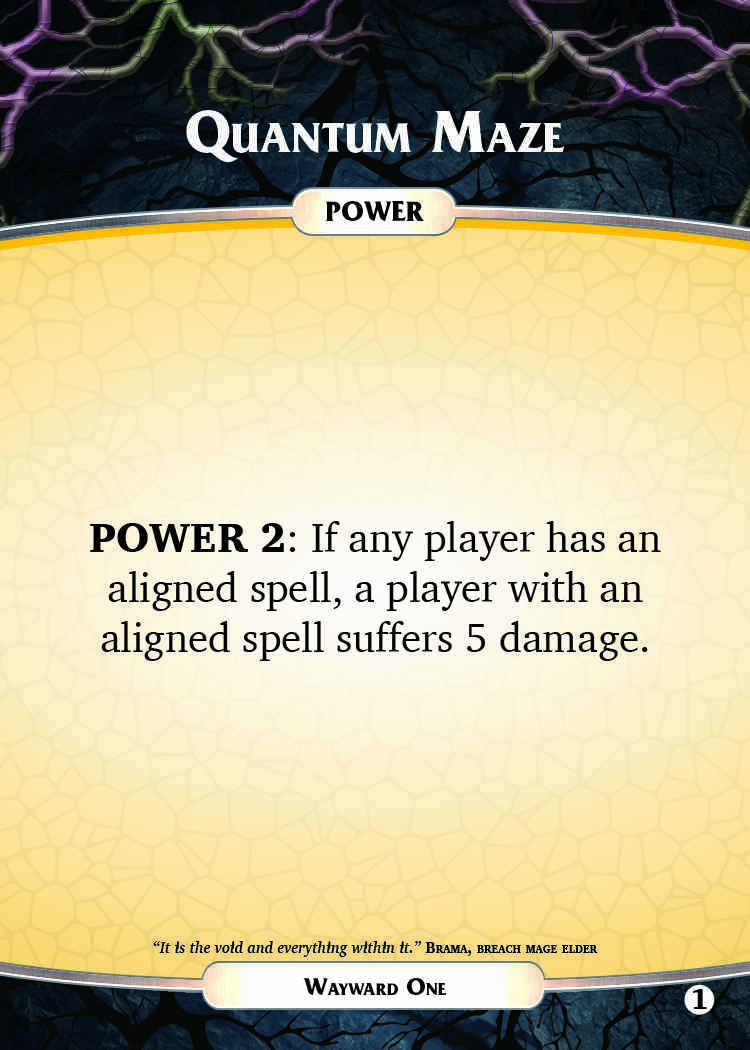 Quantum Maze
POWER
POWER 2: If any player has an
aligned spell, a player with an
aligned spell suffers 5 damage.
“It is the void and everything within it.” Brama, breach mage elder
Wayward One
1